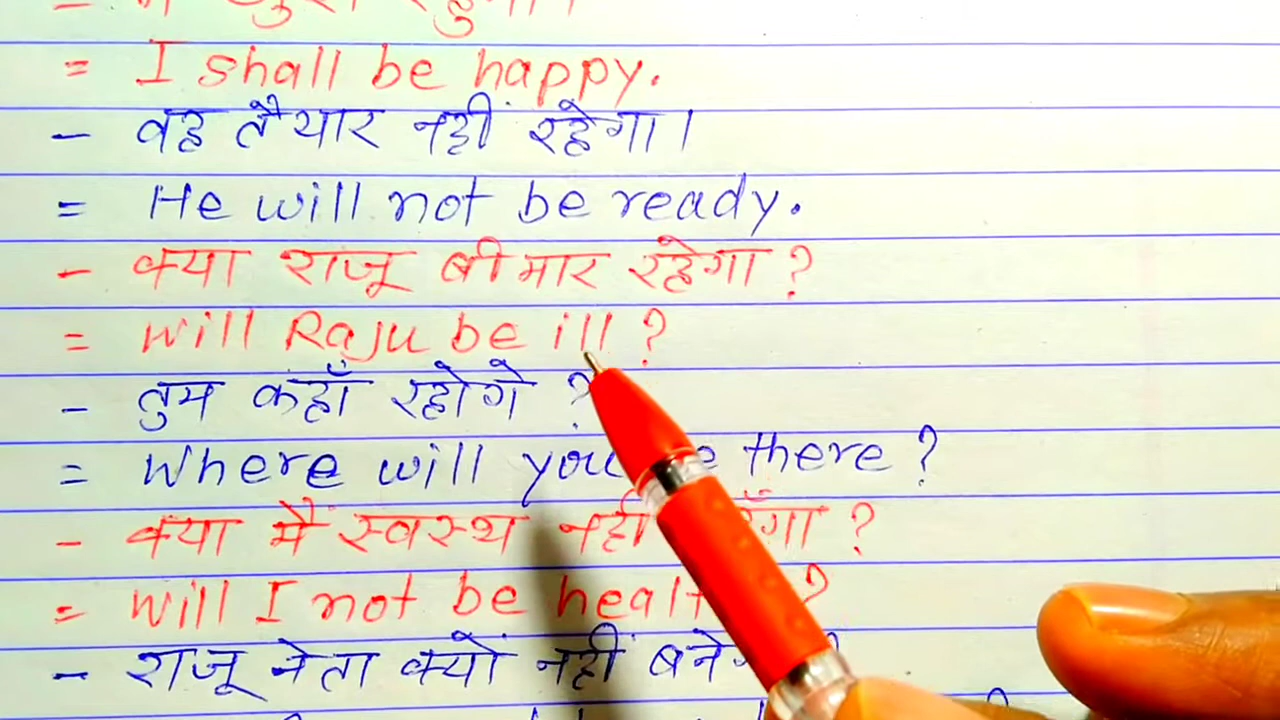 = I shall be happy.
- वह तैयार नहीं रहेगा।
= He will not be ready.
- क्या राजू बीमार रहेगा ?
= Will Raju be ill ?
- तुम कहाँ रहोगे ?
= Where will you there ?
- क्या मैं स्वस्थ नहीं ?
= Will I not be ?
- राजू नेता क्यों नहीं